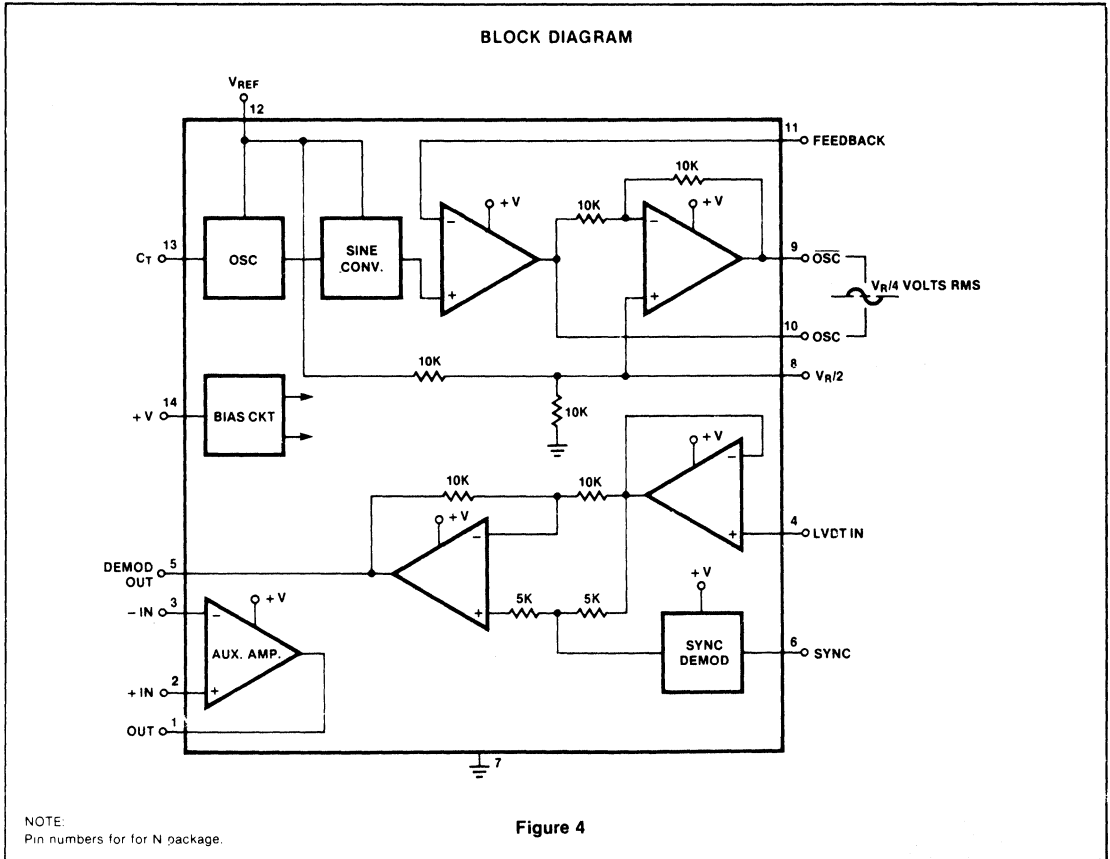 BLOCK DIAGRAM
VREF
12
11
FEEDBACK
10K
10K
+V
+V
13
CT
OSC
SINE
CONV.
−
+
−
+
9
OSC
VR/4 VOLTS RMS
10
OSC
10K
8
VR/2
14
+V
BIAS CKT
10K
10K
10K
+V
−
+
4
LVDT IN
+V
−
+
DEMOD
OUT
5
5K
5K
+V
SYNC
DEMOD
6
SYNC
− IN
3
+V
−
AUX. AMP.
+
+ IN
2
OUT
1
7
NOTE:
Pin numbers for for N package.
Figure 4